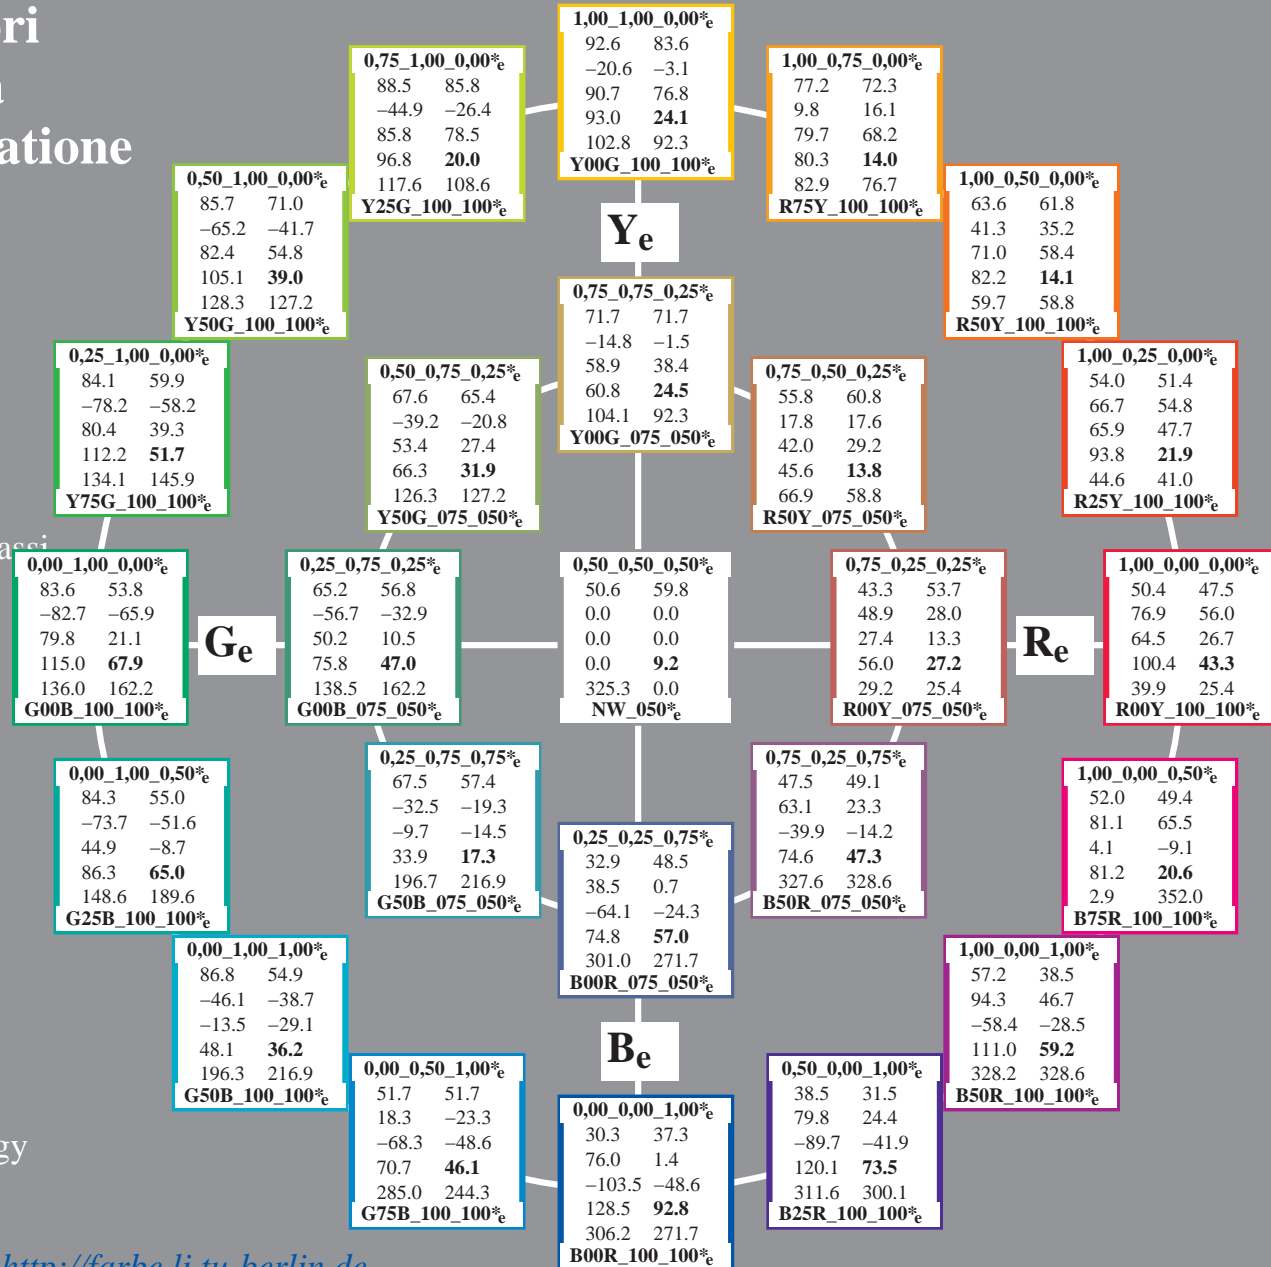 ri
atione
1,00_1,00_0,00*e
92.6 83.6
−20.6 −3.1
90.7 76.8
93.0 24.1
102.8 92.3
Y00G_100_100*e
0,75_1,00_0,00*e
88.5 85.8
−44.9 −26.4
85.8 78.5
96.8 20.0
117.6 108.6
Y25G_100_100*e
1,00_0,75_0,00*e
77.2 72.3
9.8 16.1
79.7 68.2
80.3 14.0
82.9 76.7
R75Y_100_100*e
0,50_1,00_0,00*e
85.7 71.0
−65.2 −41.7
82.4 54.8
105.1 39.0
128.3 127.2
Y50G_100_100*e
1,00_0,50_0,00*e
63.6 61.8
41.3 35.2
71.0 58.4
82.2 14.1
59.7 58.8
R50Y_100_100*e
Ye
0,75_0,75_0,25*e
71.7 71.7
−14.8 −1.5
58.9 38.4
60.8 24.5
104.1 92.3
Y00G_075_050*e
0,25_1,00_0,00*e
84.1 59.9
−78.2 −58.2
80.4 39.3
112.2 51.7
134.1 145.9
Y75G_100_100*e
0,50_0,75_0,25*e
67.6 65.4
−39.2 −20.8
53.4 27.4
66.3 31.9
126.3 127.2
Y50G_075_050*e
0,75_0,50_0,25*e
55.8 60.8
17.8 17.6
42.0 29.2
45.6 13.8
66.9 58.8
R50Y_075_050*e
1,00_0,25_0,00*e
54.0 51.4
66.7 54.8
65.9 47.7
93.8 21.9
44.6 41.0
R25Y_100_100*e
assi
0,00_1,00_0,00*e
83.6 53.8
−82.7 −65.9
79.8 21.1
115.0 67.9
136.0 162.2
G00B_100_100*e
Ge
0,25_0,75_0,25*e
65.2 56.8
−56.7 −32.9
50.2 10.5
75.8 47.0
138.5 162.2
G00B_075_050*e
0,50_0,50_0,50*e
50.6 59.8
0.0 0.0
0.0 0.0
0.0 9.2
325.3 0.0
NW_050*e
0,75_0,25_0,25*e
43.3 53.7
48.9 28.0
27.4 13.3
56.0 27.2
29.2 25.4
R00Y_075_050*e
Re
1,00_0,00_0,00*e
50.4 47.5
76.9 56.0
64.5 26.7
100.4 43.3
39.9 25.4
R00Y_100_100*e
0,00_1,00_0,50*e
84.3 55.0
−73.7 −51.6
44.9 −8.7
86.3 65.0
148.6 189.6
G25B_100_100*e
0,25_0,75_0,75*e
67.5 57.4
−32.5 −19.3
−9.7 −14.5
33.9 17.3
196.7 216.9
G50B_075_050*e
0,75_0,25_0,75*e
47.5 49.1
63.1 23.3
−39.9 −14.2
74.6 47.3
327.6 328.6
B50R_075_050*e
1,00_0,00_0,50*e
52.0 49.4
81.1 65.5
4.1 −9.1
81.2 20.6
2.9 352.0
B75R_100_100*e
0,25_0,25_0,75*e
32.9 48.5
38.5 0.7
−64.1 −24.3
74.8 57.0
301.0 271.7
B00R_075_050*e
0,00_1,00_1,00*e
86.8 54.9
−46.1 −38.7
−13.5 −29.1
48.1 36.2
196.3 216.9
G50B_100_100*e
1,00_0,00_1,00*e
57.2 38.5
94.3 46.7
−58.4 −28.5
111.0 59.2
328.2 328.6
B50R_100_100*e
Be
0,00_0,50_1,00*e
51.7 51.7
18.3 −23.3
−68.3 −48.6
70.7 46.1
285.0 244.3
G75B_100_100*e
0,50_0,00_1,00*e
38.5 31.5
79.8 24.4
−89.7 −41.9
120.1 73.5
311.6 300.1
B25R_100_100*e
0,00_0,00_1,00*e
30.3 37.3
76.0 1.4
−103.5 −48.6
128.5 92.8
306.2 271.7
B00R_100_100*e
gy
http://farbe.li.tu-berlin.de